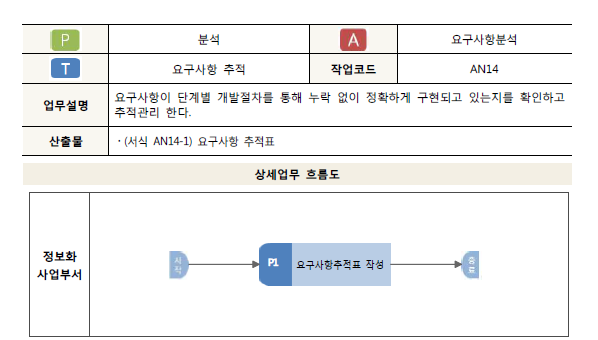 P 분석 A 요구사항분석
T 요구사항 추적 작업코드 AN14
업무설명 요구사항이 단계별 개발절차를 통해 누락 없이 정확하게 구현되고 있는지를 확인하고
추적관리 한다.
산출물 ・(서식 AN14-1) 요구사항 추적표
상세업무 흐름도
정보화
사업부서
시작
P1 요구사항추적표 작성
종료